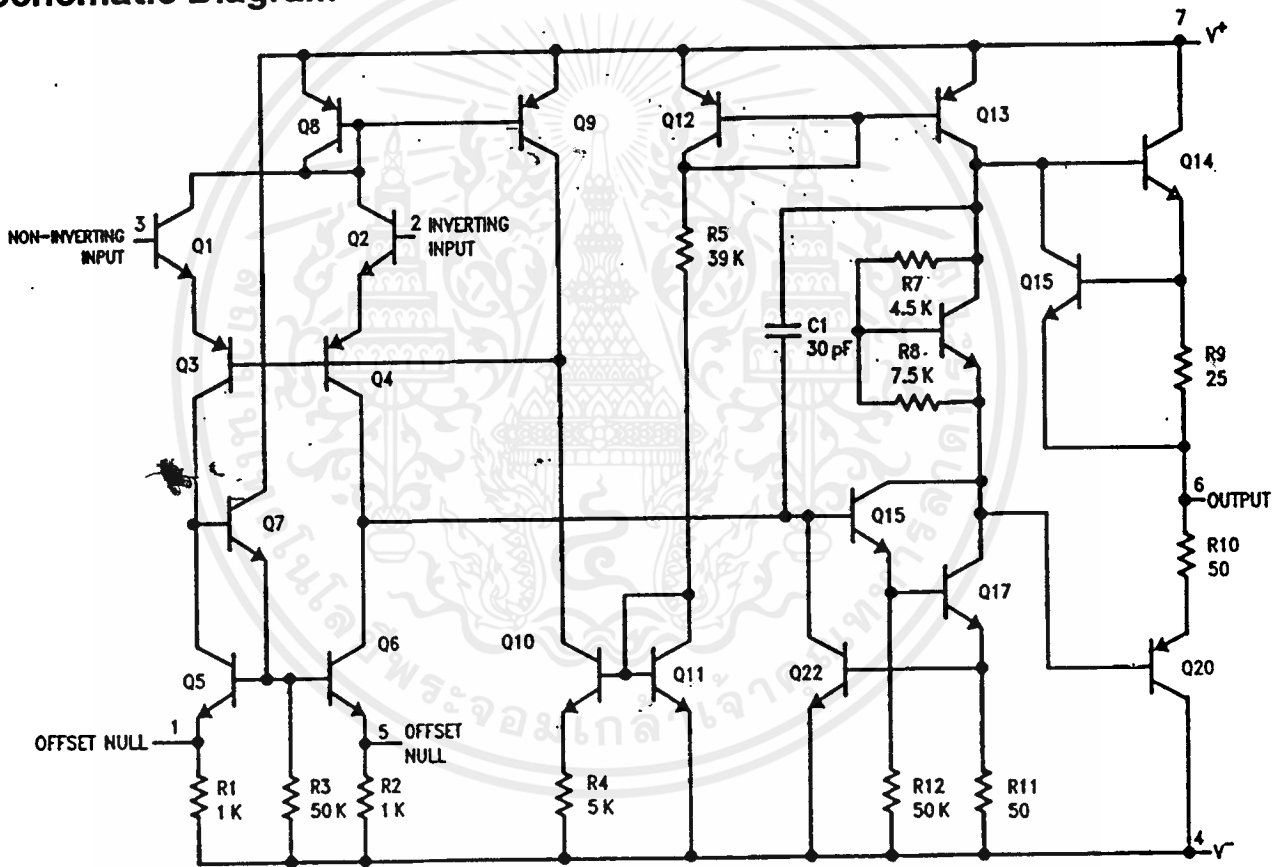 Schematic Diagram
7 V+
Q8
Q9
Q12
Q13
Q14
3
NON-INVERTING
INPUT
Q1
Q2
2 INVERTING
INPUT
R5
39 K
R7
4.5 K
Q15
C1
30 pF
R8
7.5 K
R9
25
Q3
Q4
6
OUTPUT
Q7
Q15
R10
50
Q17
Q10
Q6
Q5
Q11
Q22
Q20
1
OFFSET NULL
5 OFFSET
NULL
R1
1 K
R3
50 K
R2
1 K
R4
5 K
R12
50 K
R11
50
4 V-